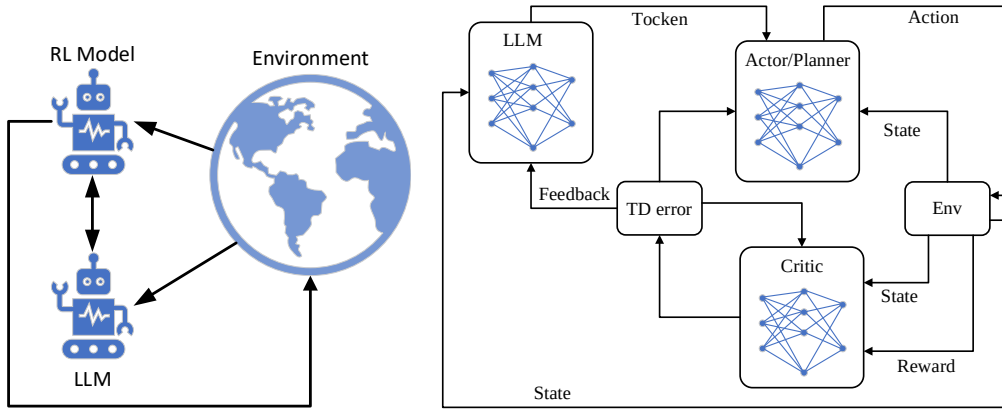 RL Model
Environment
LLM
Tocken
Action
LLM
Actor/Planner
State
Feedback
TD error
Env
Critic
State
Reward
State